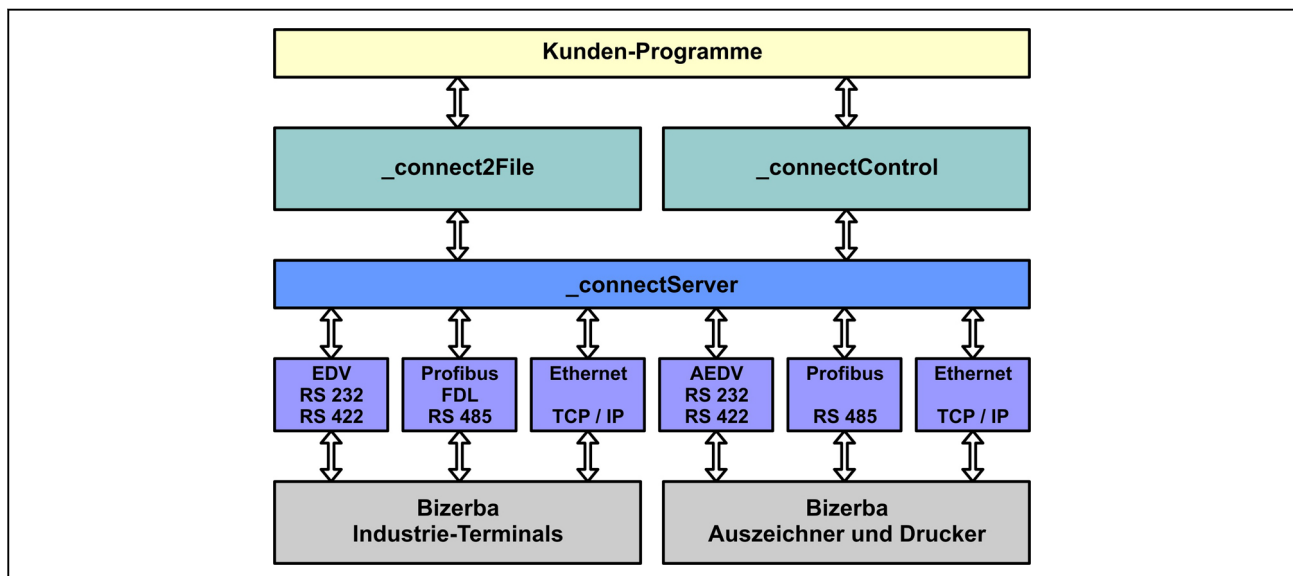 Kunden-Programme
_connect2File
_connectControl
_connectServer
EDV
RS 232
RS 422
Profibus
FDL
RS 485
Ethernet
TCP / IP
AEDV
RS 232
RS 422
Profibus
RS 485
Ethernet
TCP / IP
Bizerba
Industrie-Terminals
Bizerba
Auszeichner und Drucker